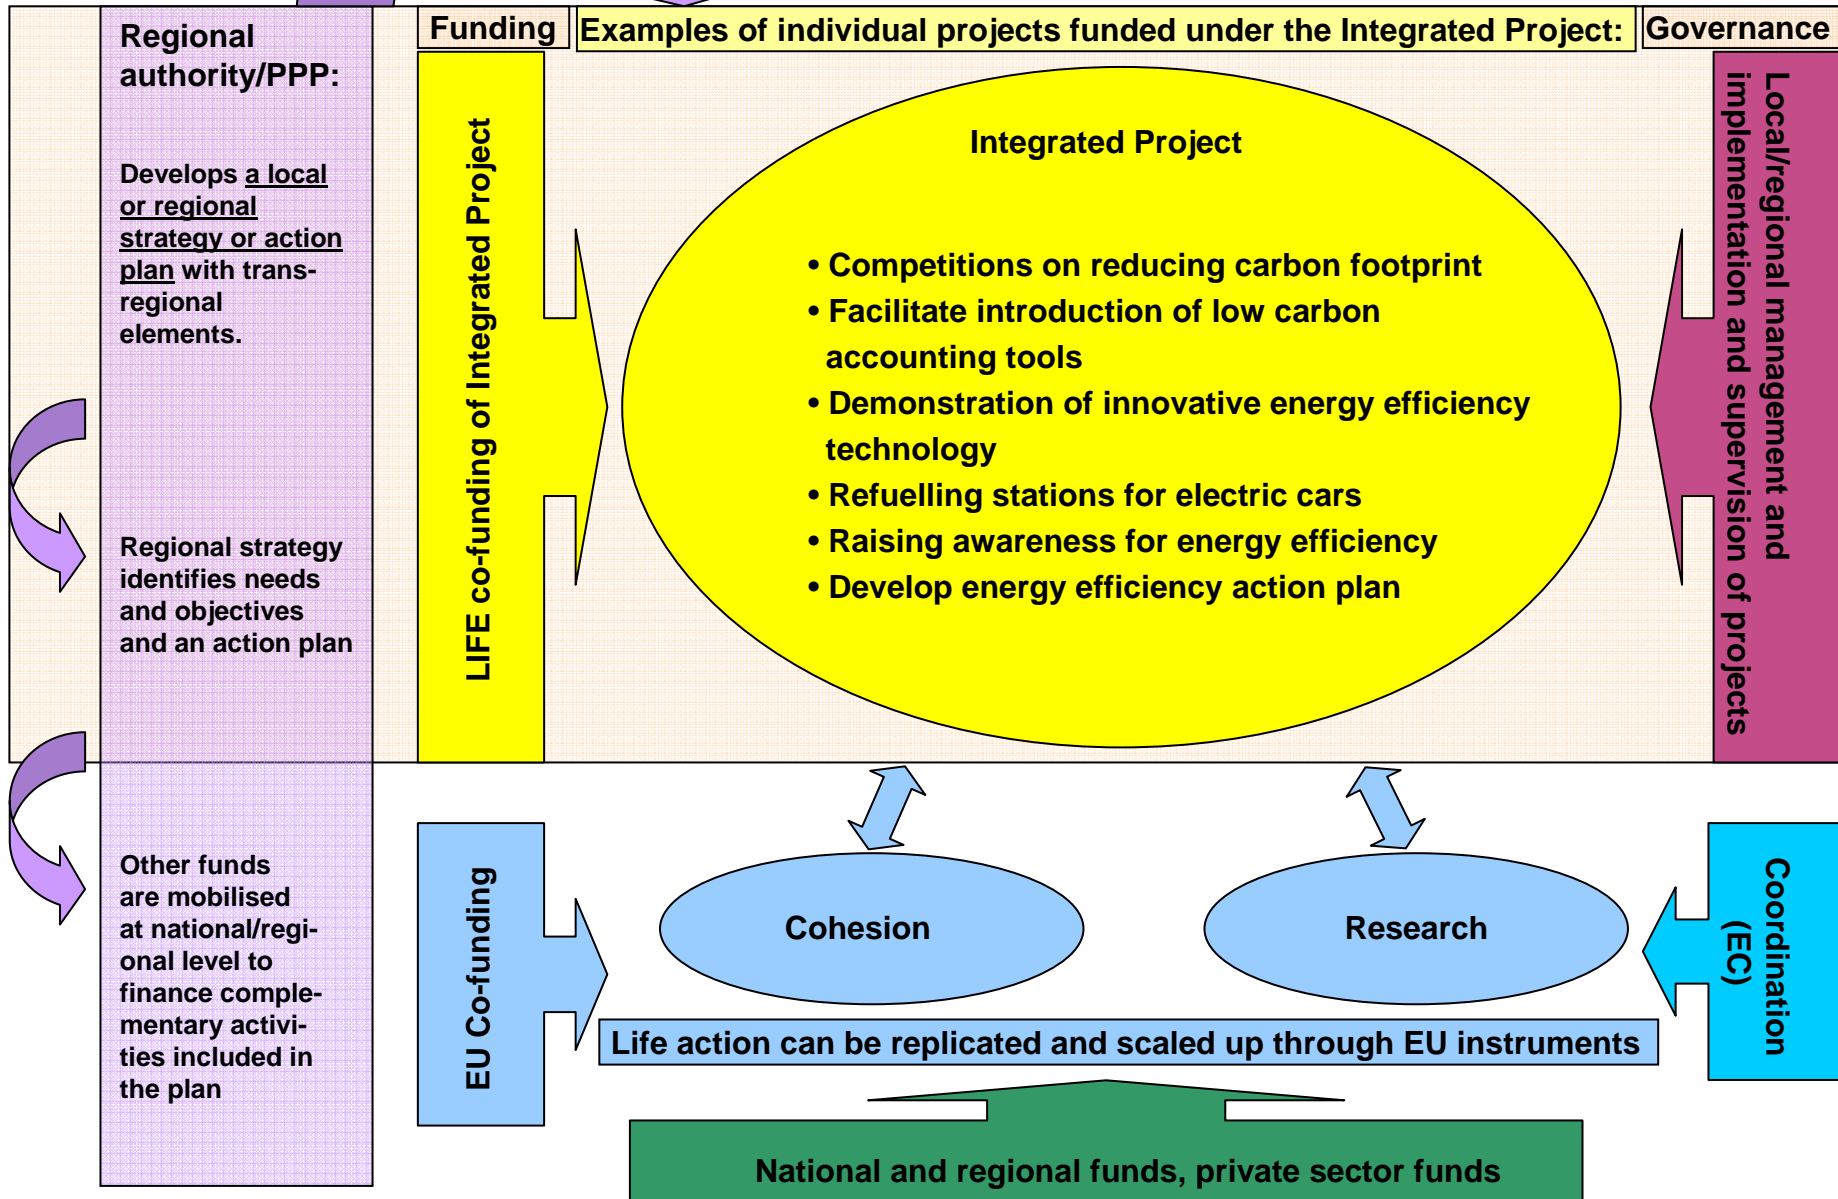 Regional
authority/PPP:
Develops a local
or regional
strategy or action
plan with trans-
regional
elements.
Regional strategy
identifies needs
and objectives
and an action plan
Other funds
are mobilised
at national/regi-
onal level to
finance comple-
mentary activi-
ties included in
the plan
Funding
Examples of individual projects funded under the Integrated Project:
Governance
LIFE co-funding of Integrated Project
Integrated Project
• Competitions on reducing carbon footprint
• Facilitate introduction of low carbon
accounting tools
• Demonstration of innovative energy efficiency
technology
• Refuelling stations for electric cars
• Raising awareness for energy efficiency
• Develop energy efficiency action plan
Local/regional management and
implementation and supervision of projects
EU Co-funding
Cohesion
Research
Coordination
(EC)
Life action can be replicated and scaled up through EU instruments
National and regional funds, private sector funds